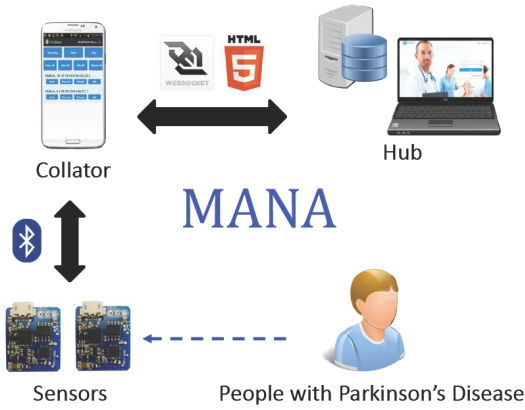 HTML
5
WEBSOCKET
Collator
Hub
MANA
Sensors
People with Parkinson's Disease